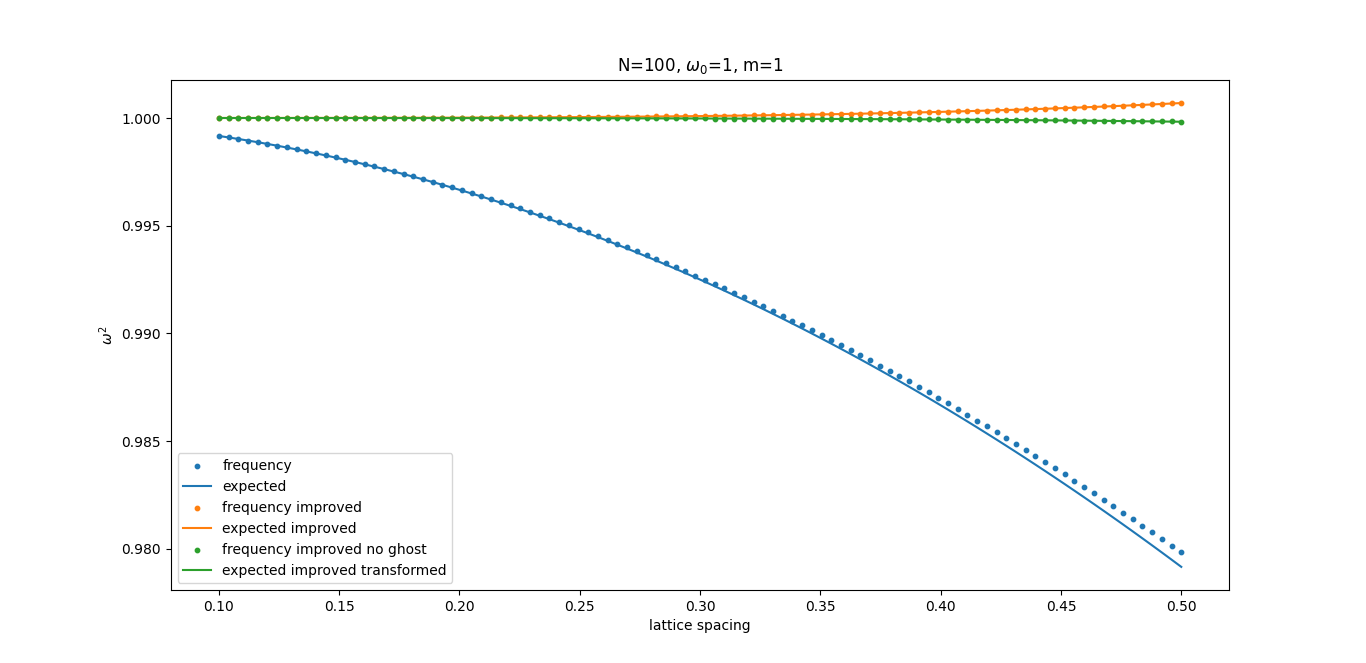 N=100, ω₀=1, m=1
1.000
0.995
0.990
0.985
0.980
ω²
frequency
expected
frequency improved
expected improved
frequency improved no ghost
expected improved transformed
0.10 0.15 0.20 0.25 0.30 0.35 0.40 0.45 0.50
lattice spacing